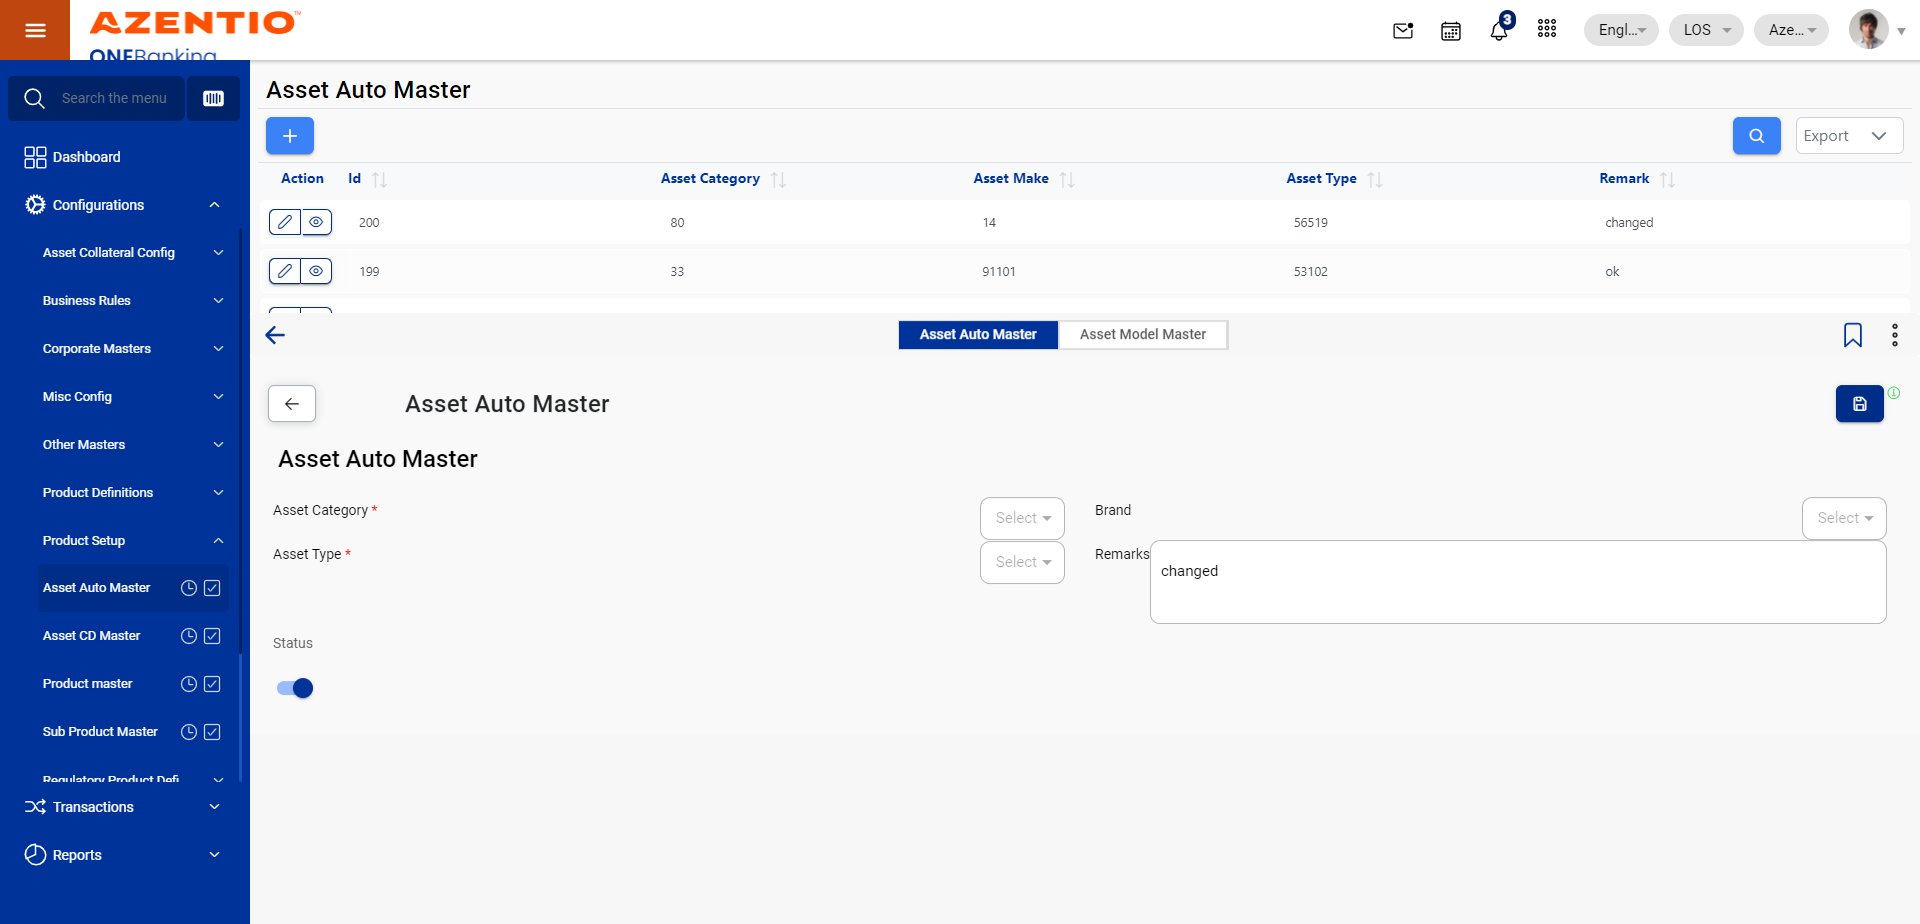 AZENTIO™
ONEBanking
3
Engl...
LOS
Aze...
Search the menu
Dashboard
Configurations
Asset Collateral Config
Business Rules
Corporate Masters
Misc Config
Other Masters
Product Definitions
Product Setup
Asset Auto Master
Asset CD Master
Product master
Sub Product Master
Regulatory Product Defi
Transactions
Reports
Asset Auto Master
Export
Action Id Asset Category Asset Make Asset Type Remark
200 80 14 56519 changed
199 33 91101 53102 ok
Asset Auto Master Asset Model Master
Asset Auto Master
Asset Auto Master
Asset Category * Select Brand Select
Asset Type * Select Remarks changed
Status